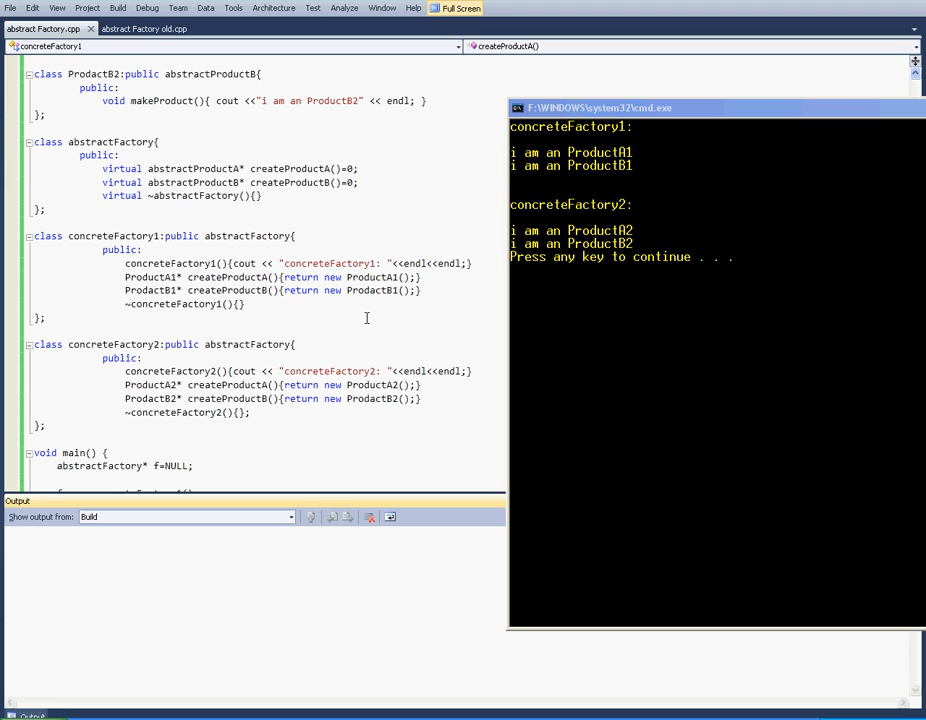 File Edit View Project Build Debug Team Data Tools Architecture Test Analyze Window Help Full Screen
abstract Factory.cpp abstract Factory old.cpp
concreteFactory1 createProductA()
class ProdactB2:public abstractProductB{
public:
void makeProduct(){ cout <<"i am an ProductB2" << endl; }
};
class abstractFactory{
public:
virtual abstractProductA* createProductA()=0;
virtual abstractProductB* createProductB()=0;
virtual ~abstractFactory(){}
};
class concreteFactory1:public abstractFactory{
public:
concreteFactory1(){cout << "concreteFactory1: "<<endl<<endl;}
ProductA1* createProductA(){return new ProductA1();}
ProductB1* createProductB(){return new ProdactB1();}
~concreteFactory1(){}
};
class concreteFactory2:public abstractFactory{
public:
concreteFactory2(){cout << "concreteFactory2: "<<endl<<endl;}
ProductA2* createProductA(){return new ProductA2();}
ProdactB2* createProductB(){return new ProdactB2();}
~concreteFactory2(){};
};
void main() {
abstractFactory* f=NULL;
Output
Show output from: Build
Output
F:\WINDOWS\system32\cmd.exe
concreteFactory1:
i am an ProductA1
i am an ProductB1
concreteFactory2:
i am an ProductA2
i am an ProductB2
Press any key to continue . . .